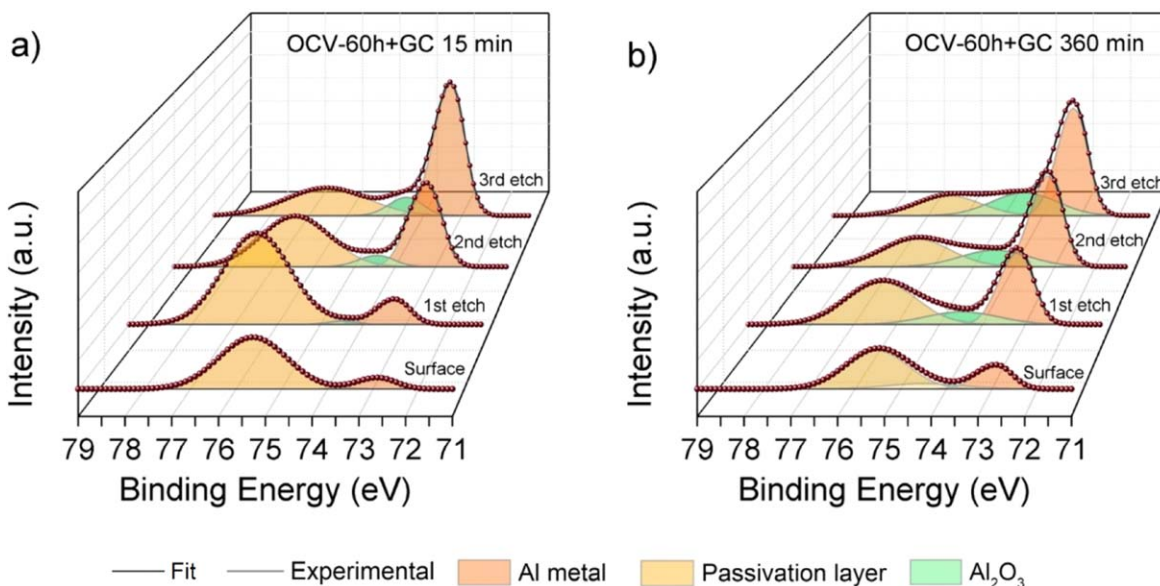 a)
OCV-60h+GC 15 min
3rd etch
2nd etch
1st etch
Surface
Intensity (a.u.)
79 78 77 76 75 74 73 72 71
Binding Energy (eV)
b)
OCV-60h+GC 360 min
3rd etch
2nd etch
1st etch
Surface
Intensity (a.u.)
79 78 77 76 75 74 73 72 71
Binding Energy (eV)
Fit Experimental Al metal Passivation layer Al₂O₃